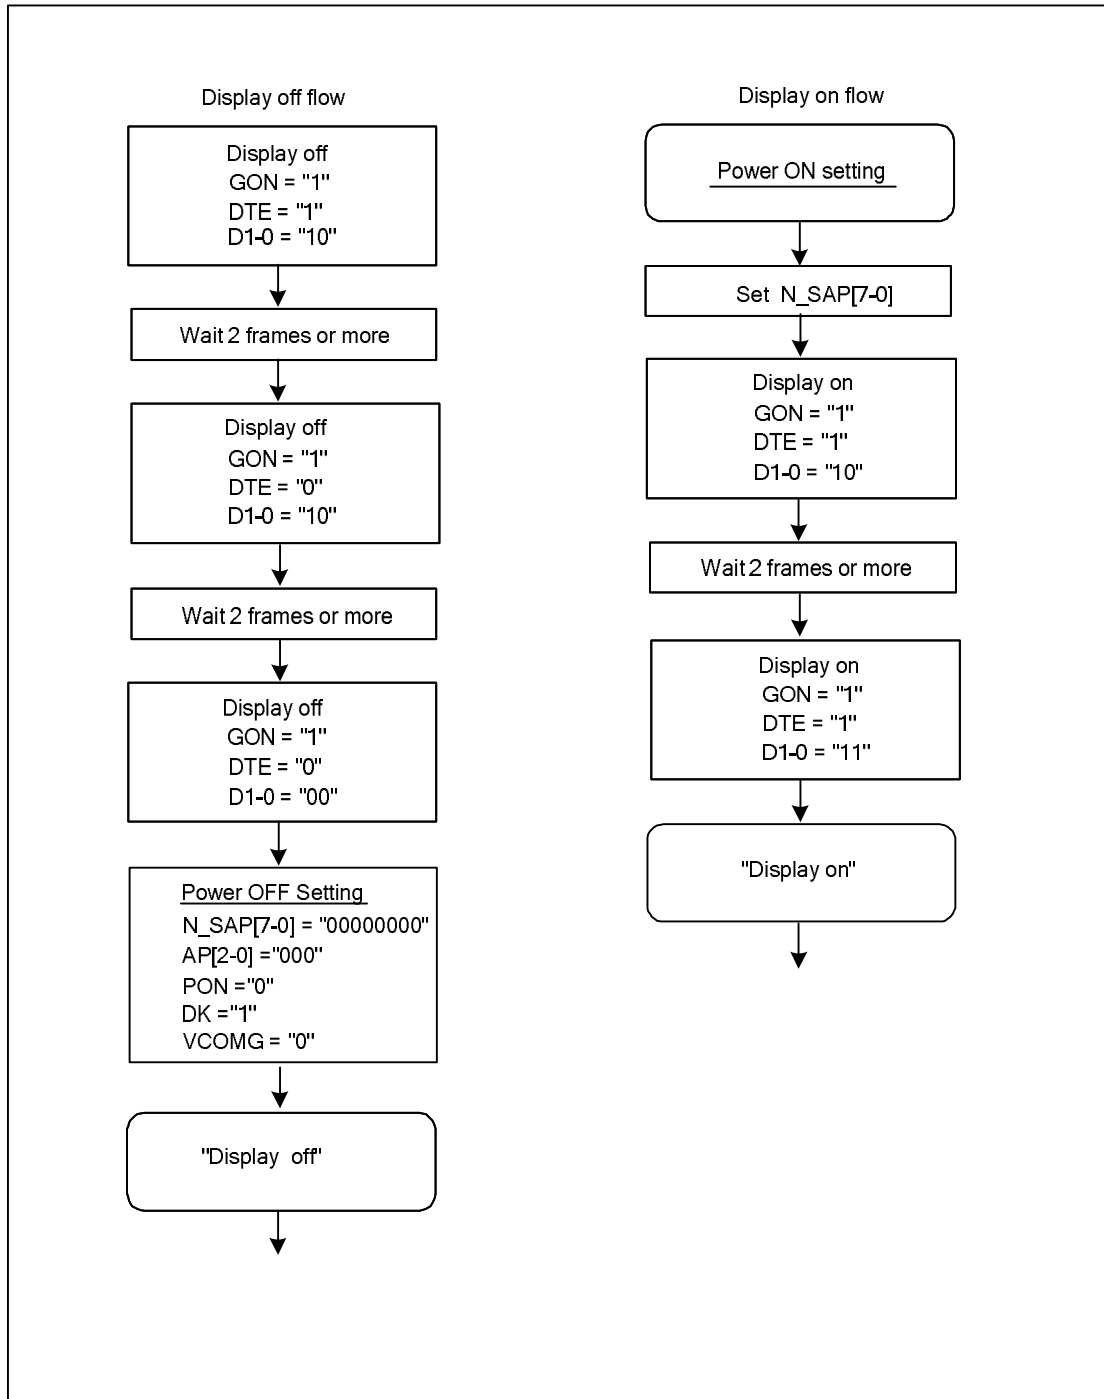 Display off flow
Display off
GON = "1"
DTE = "1"
D1-0 = "10"
Wait 2 frames or more
Display off
GON = "1"
DTE = "0"
D1-0 = "10"
Wait 2 frames or more
Display off
GON = "1"
DTE = "0"
D1-0 = "00"
Power OFF Setting
N_SAP[7-0] = "00000000"
AP[2-0] ="000"
PON ="0"
DK ="1"
VCOMG = "0"
"Display off"
Display on flow
Power ON setting
Set N_SAP[7-0]
Display on
GON = "1"
DTE = "1"
D1-0 = "10"
Wait 2 frames or more
Display on
GON = "1"
DTE = "1"
D1-0 = "11"
"Display on"